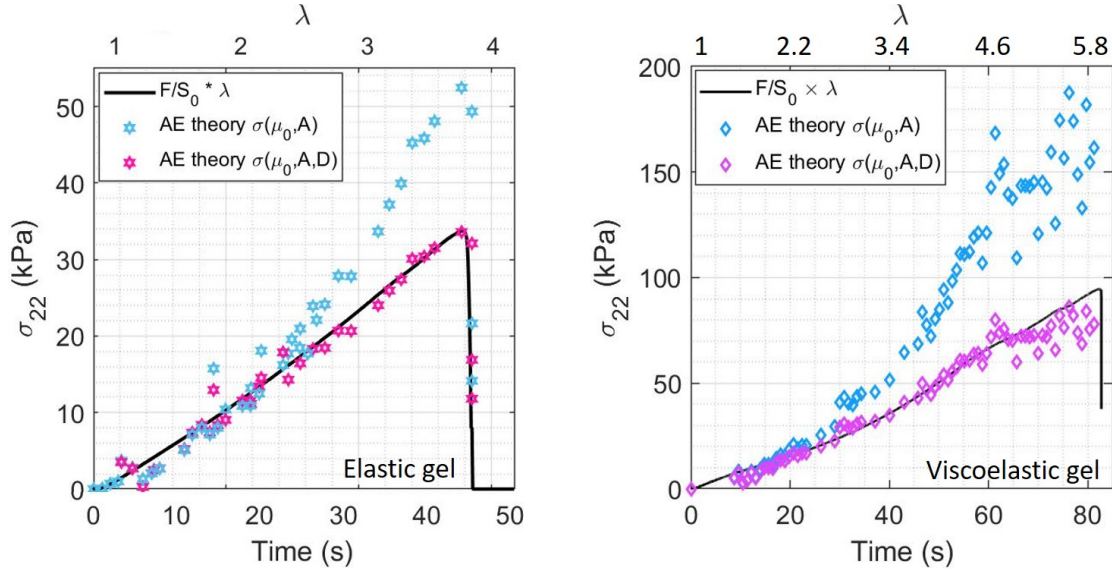 λ
1 2 3 4
50
40
30
20
10
0
σ22 (kPa)
F/S0 * λ
AE theory σ(μ0,A)
AE theory σ(μ0,A,D)
Elastic gel
0 10 20 30 40 50
Time (s)
λ
1 2.2 3.4 4.6 5.8
200
150
100
50
0
σ22 (kPa)
F/S0 × λ
AE theory σ(μ0,A)
AE theory σ(μ0,A,D)
Viscoelastic gel
0 20 40 60 80
Time (s)